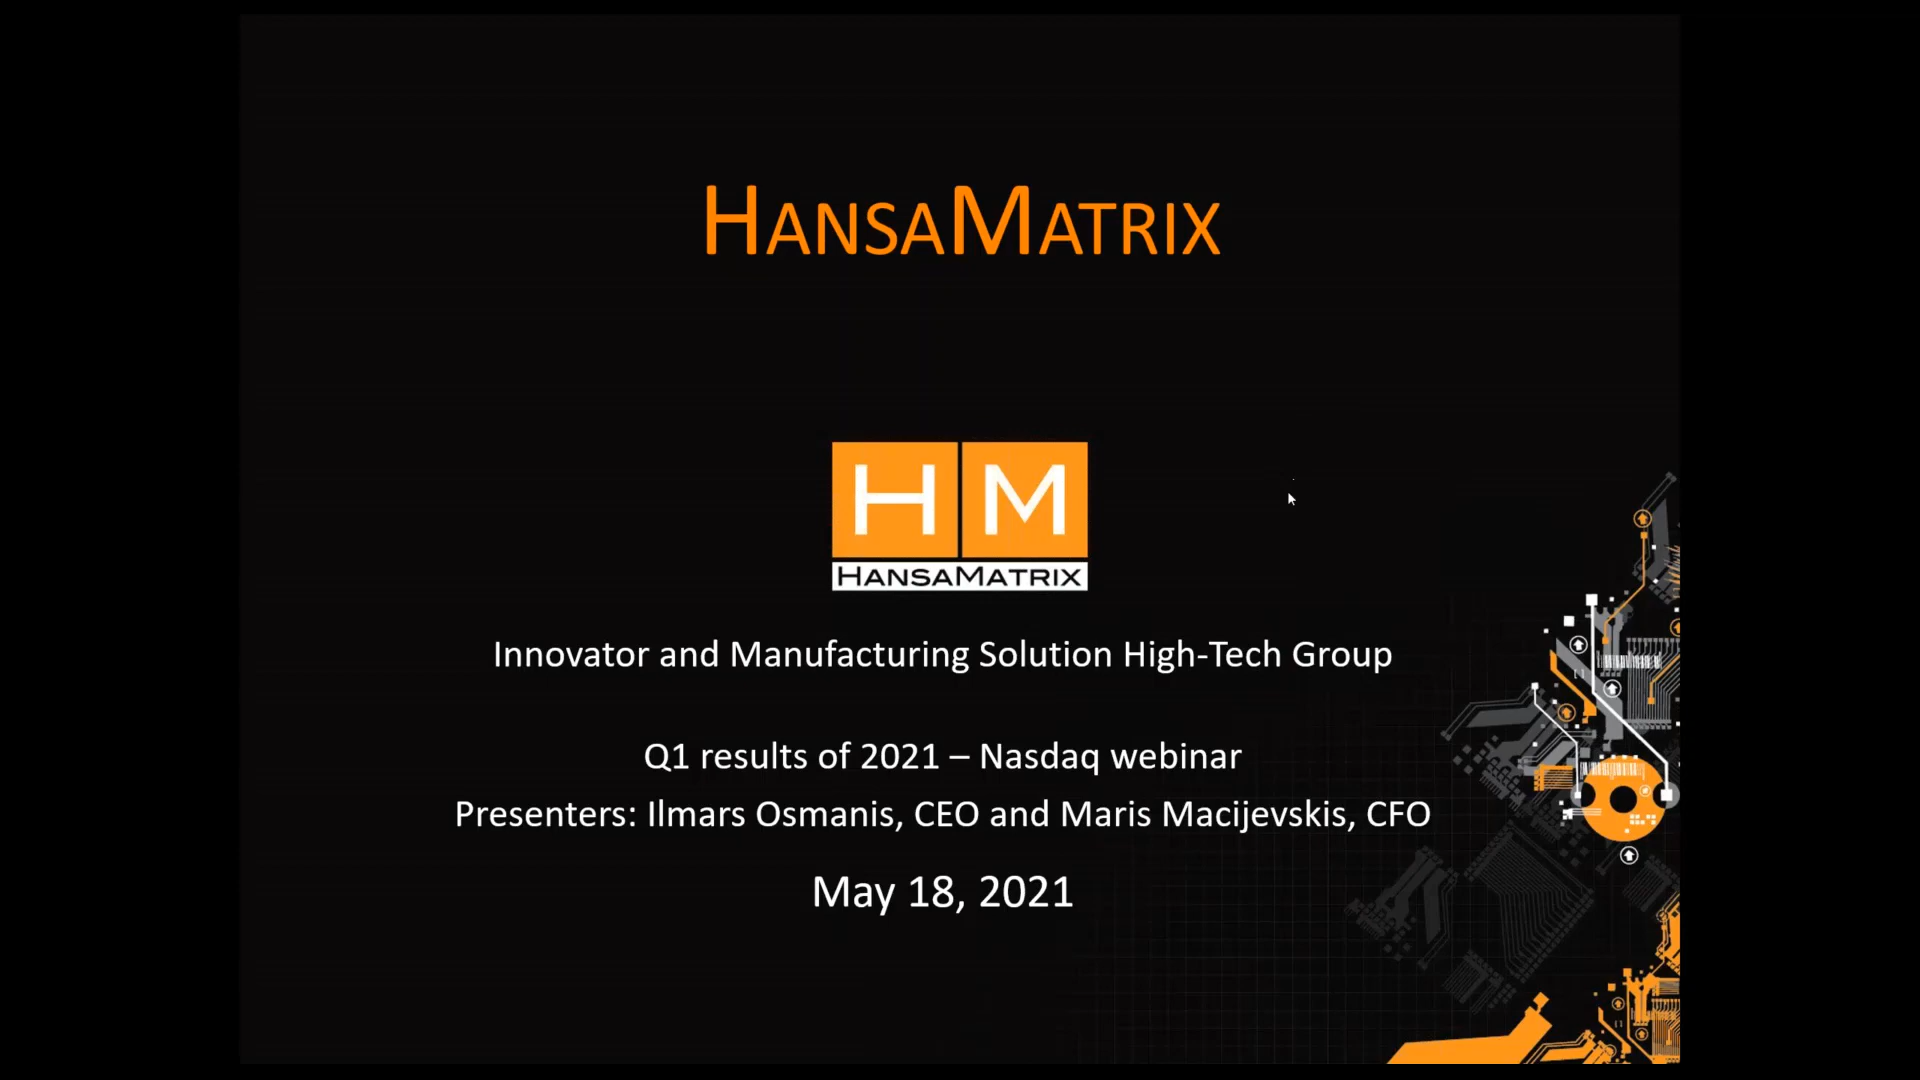 HANSAMATRIX
H M
HANSAMATRIX
Innovator and Manufacturing Solution High-Tech Group
Q1 results of 2021 – Nasdaq webinar
Presenters: Ilmars Osmanis, CEO and Maris Macijevskis, CFO
May 18, 2021